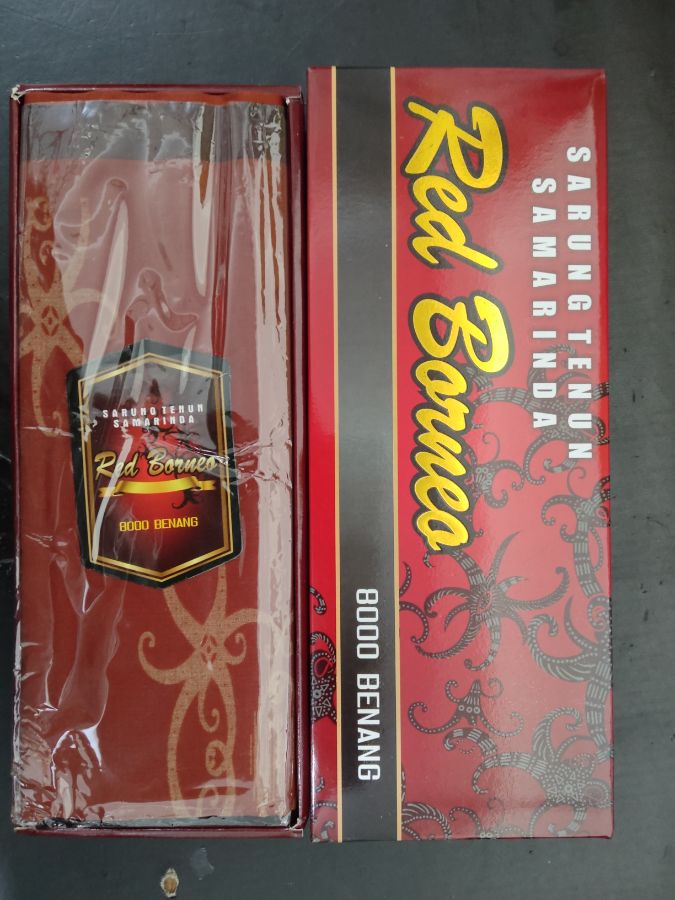 SARUNG TENUN
SAMARINDA
Red Borneo
8000 BENANG
SARUNG TENUN
SAMARINDA
Red Borneo
8000 BENANG